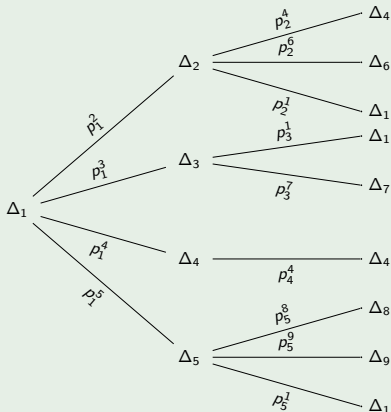 Δ₁
p₁²
p₁³
p₁⁴
p₁⁵
Δ₂
Δ₃
Δ₄
Δ₅
p₂⁴
p₂⁶
p₂¹
p₃¹
p₃⁷
p₄⁴
p₅⁸
p₅⁹
p₅¹
Δ₄
Δ₆
Δ₁
Δ₁
Δ₇
Δ₄
Δ₈
Δ₉
Δ₁